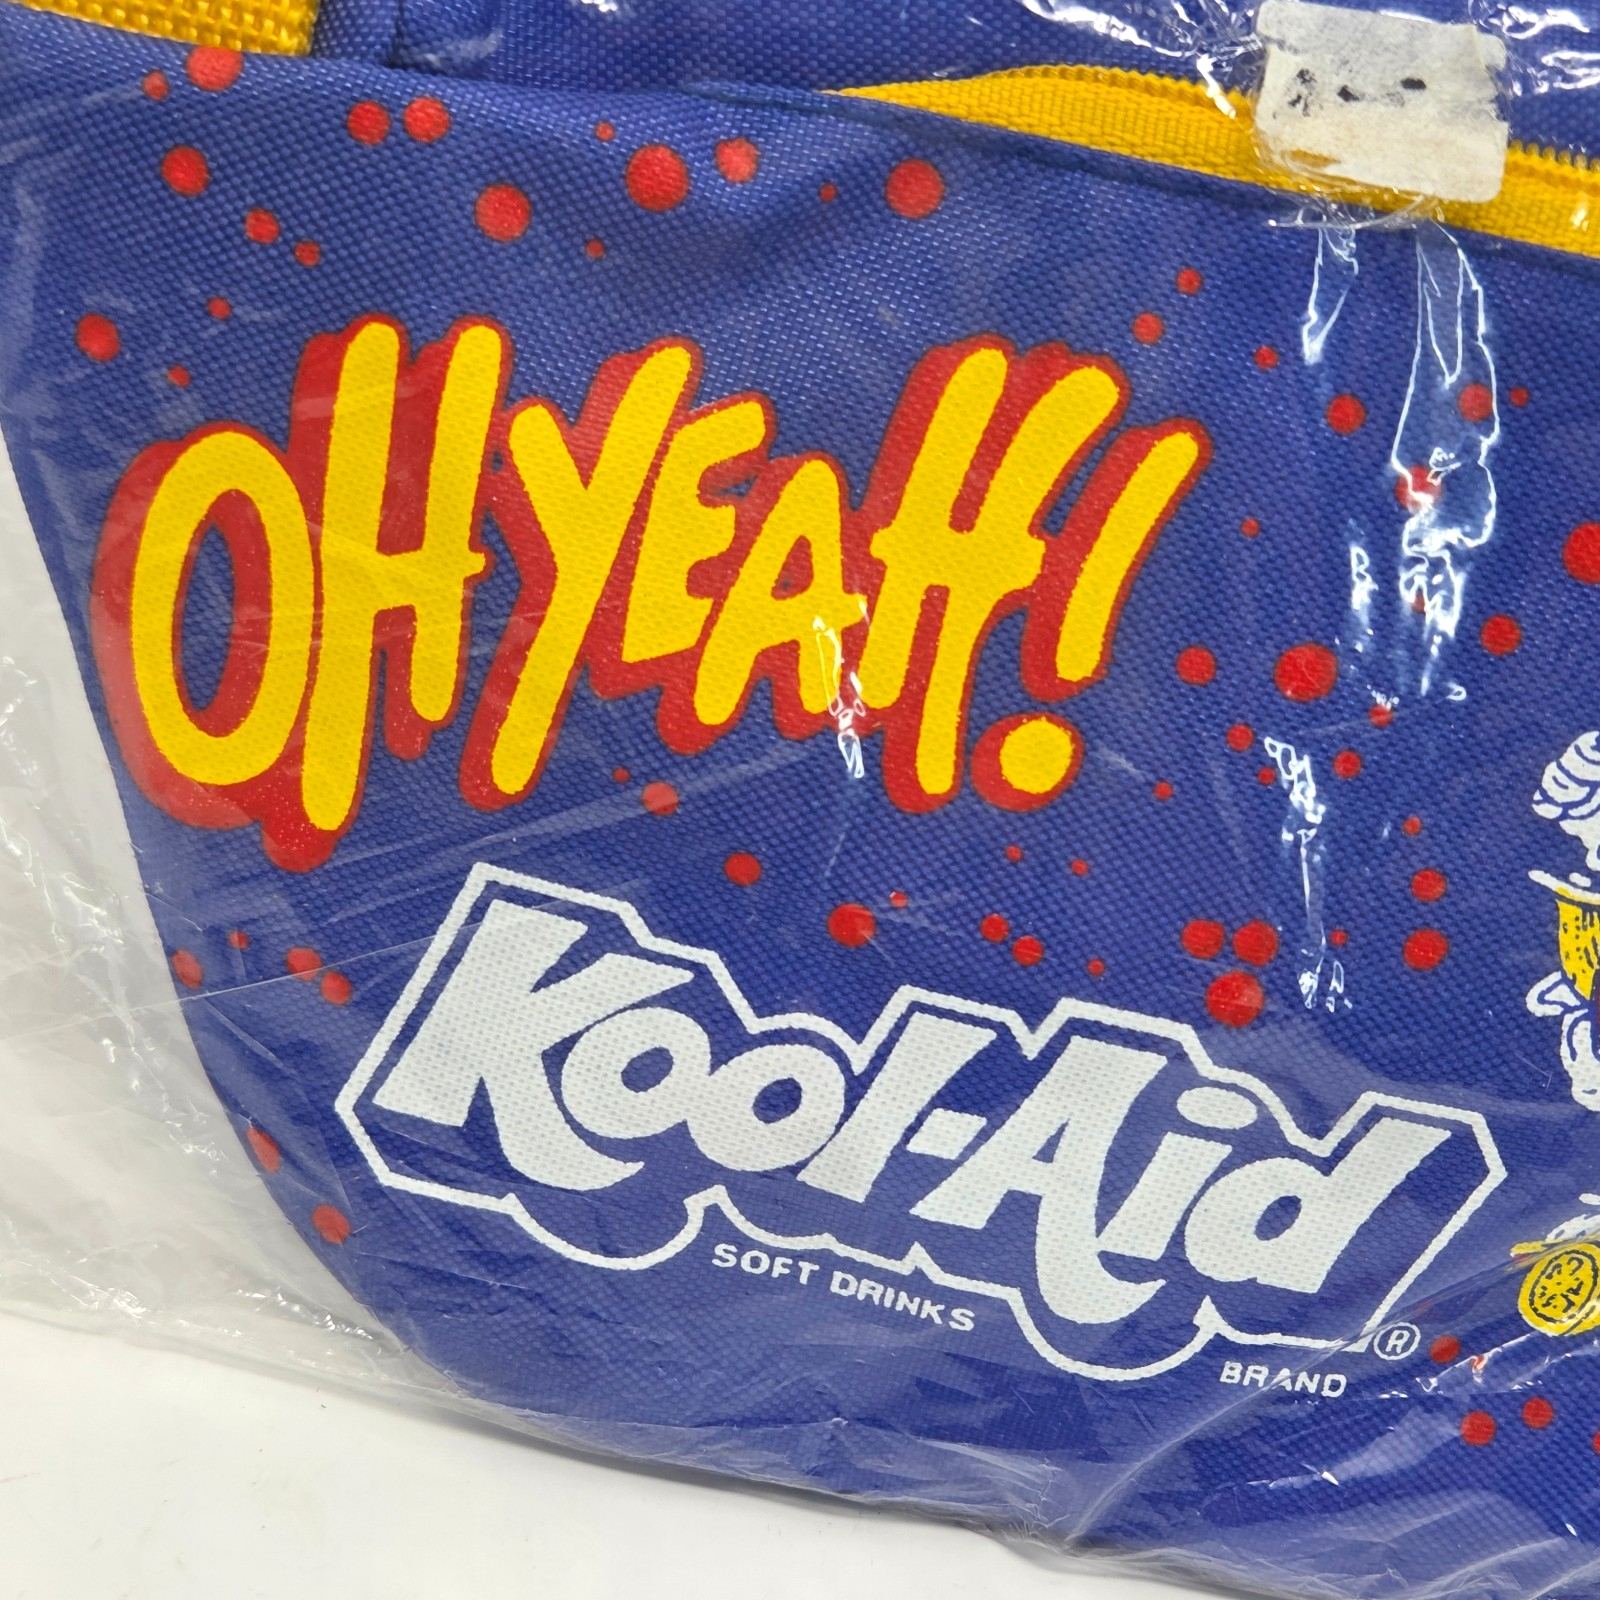 OH YEAH!
Kool-Aid
SOFT DRINKS
®
BRAND